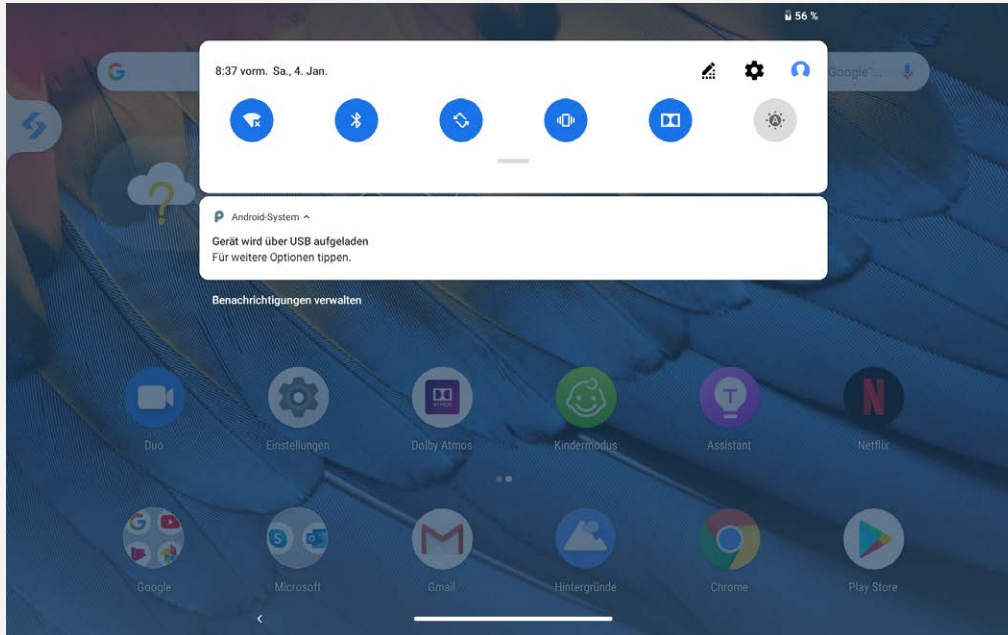 56 %
8:37 vorm. Sa., 4. Jan.
Google"...
Android-System
Gerät wird über USB aufgeladen
Für weitere Optionen tippen.
Benachrichtigungen verwalten
Duo
Einstellungen
Dolby Atmos
Kindermodus
Assistant
Netflix
Google
Microsoft
Gmail
Hintergründe
Chrome
Play Store